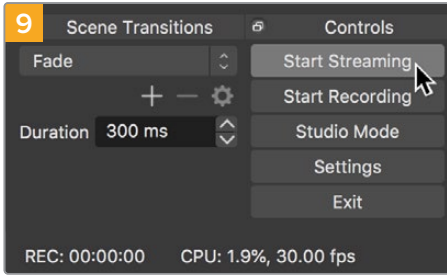 9
Scene Transitions
Controls
Fade
Start Streaming
Start Recording
Duration 300 ms
Studio Mode
Settings
Exit
REC: 00:00:00 CPU: 1.9%, 30.00 fps